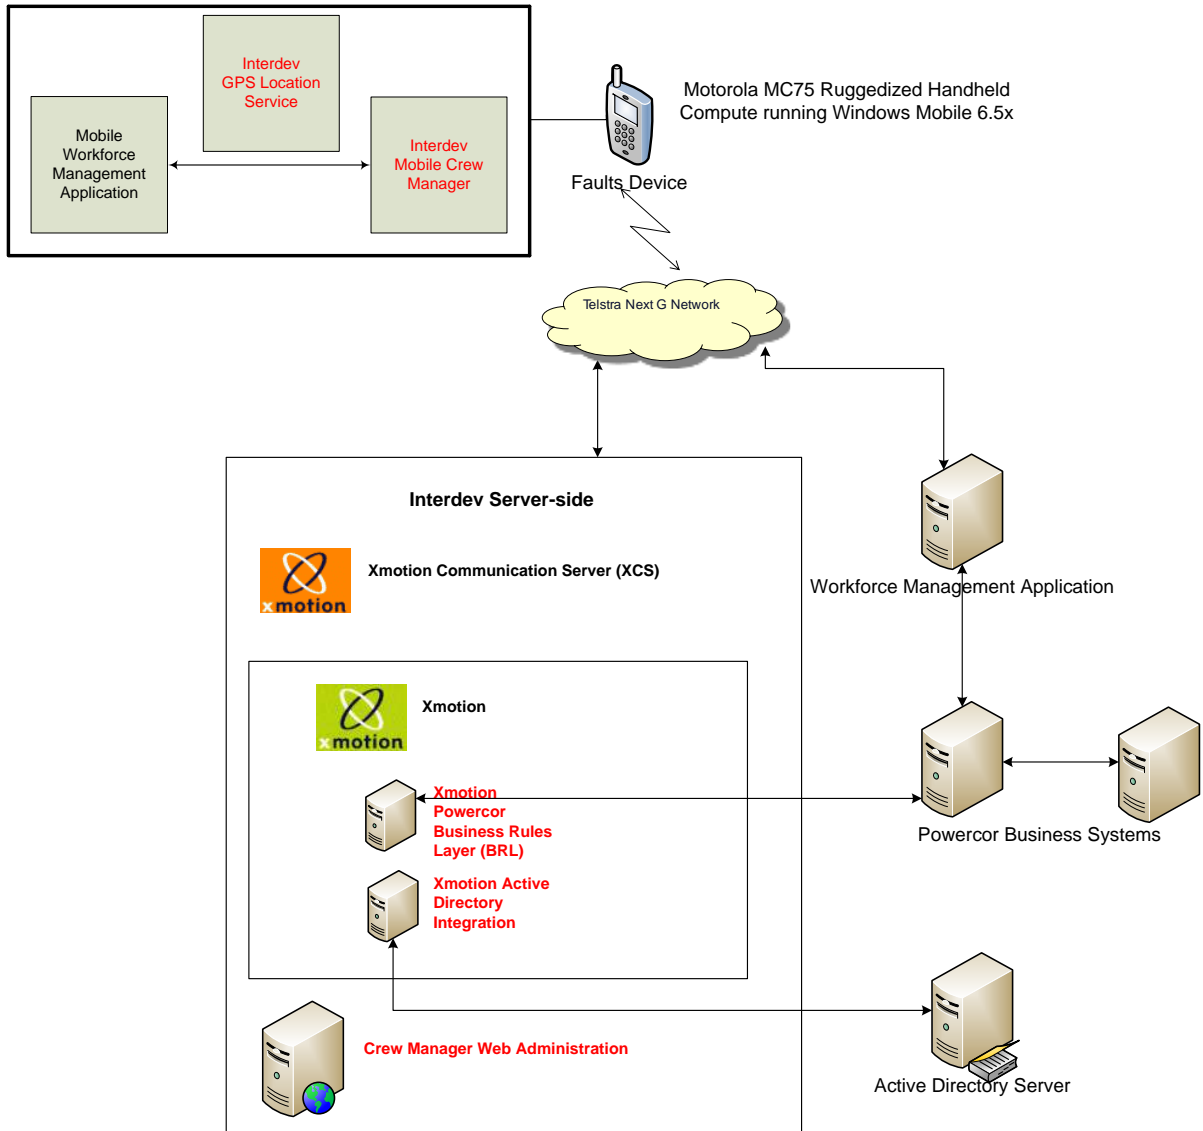 Interdev
GPS Location
Service
Mobile
Workforce
Management
Application
Interdev
Mobile Crew
Manager
Motorola MC75 Ruggedized Handheld
Compute running Windows Mobile 6.5x
Faults Device
Telstra Next G Network
Interdev Server-side
xmotion
Xmotion Communication Server (XCS)
Workforce Management Application
xmotion
Xmotion
Xmotion
Powercor
Business Rules
Layer (BRL)
Powercor Business Systems
Xmotion Active
Directory
Integration
Crew Manager Web Administration
Active Directory Server